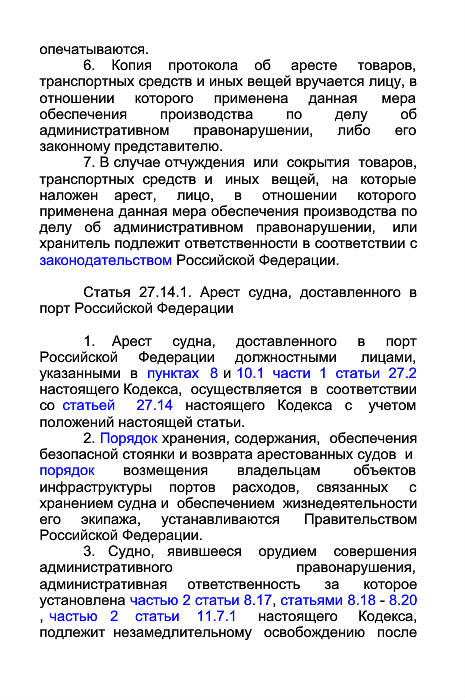 опечатываются.
6. Копия протокола об аресте товаров,
транспортных средств и иных вещей вручается лицу, в
отношении которого применена данная мера
обеспечения производства по делу об
административном правонарушении, либо его
законному представителю.
7. В случае отчуждения или сокрытия товаров,
транспортных средств и иных вещей, на которые
наложен арест, лицо, в отношении которого
применена данная мера обеспечения производства по
делу об административном правонарушении, или
хранитель подлежит ответственности в соответствии с
законодательством Российской Федерации.
Статья 27.14.1. Арест судна, доставленного в
порт Российской Федерации
1. Арест судна, доставленного в порт
Российской Федерации должностными лицами,
указанными в пунктах 8 и 10.1 части 1 статьи 27.2
настоящего Кодекса, осуществляется в соответствии
со статьей 27.14 настоящего Кодекса с учетом
положений настоящей статьи.
2. Порядок хранения, содержания, обеспечения
безопасной стоянки и возврата арестованных судов и
порядок возмещения владельцам объектов
инфраструктуры портов расходов, связанных с
хранением судна и обеспечением жизнедеятельности
его экипажа, устанавливаются Правительством
Российской Федерации.
3. Судно, явившееся орудием совершения
административного правонарушения,
административная ответственность за которое
установлена частью 2 статьи 8.17, статьями 8.18 - 8.20
, частью 2 статьи 11.7.1 настоящего Кодекса,
подлежит незамедлительному освобождению после